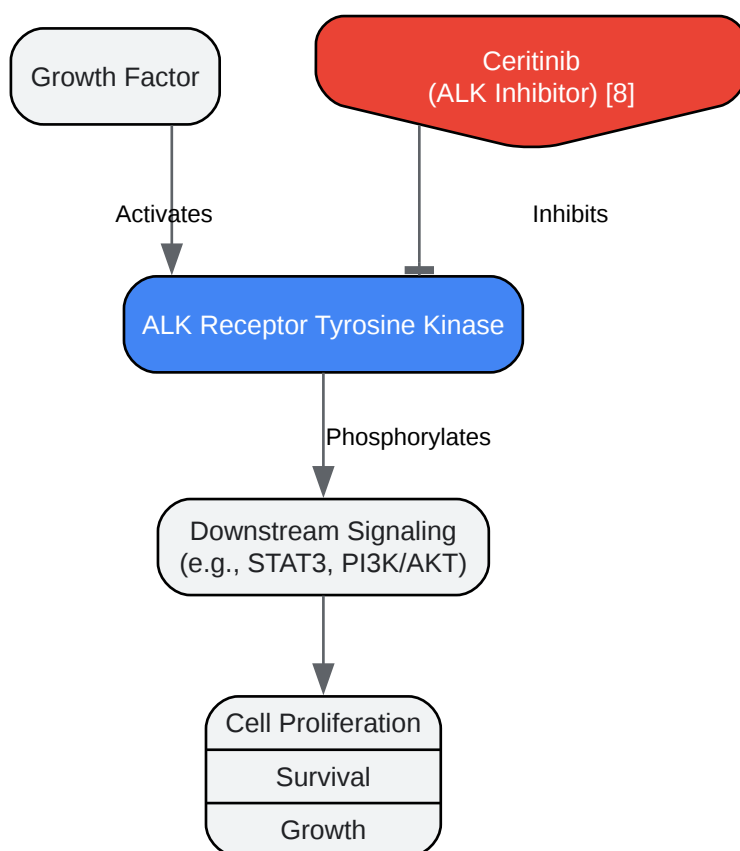 Growth Factor
Ceritinib
(ALK Inhibitor) [8]
Activates
Inhibits
ALK Receptor Tyrosine Kinase
Phosphorylates
Downstream Signaling
(e.g., STAT3, PI3K/AKT)
Cell Proliferation
Survival
Growth